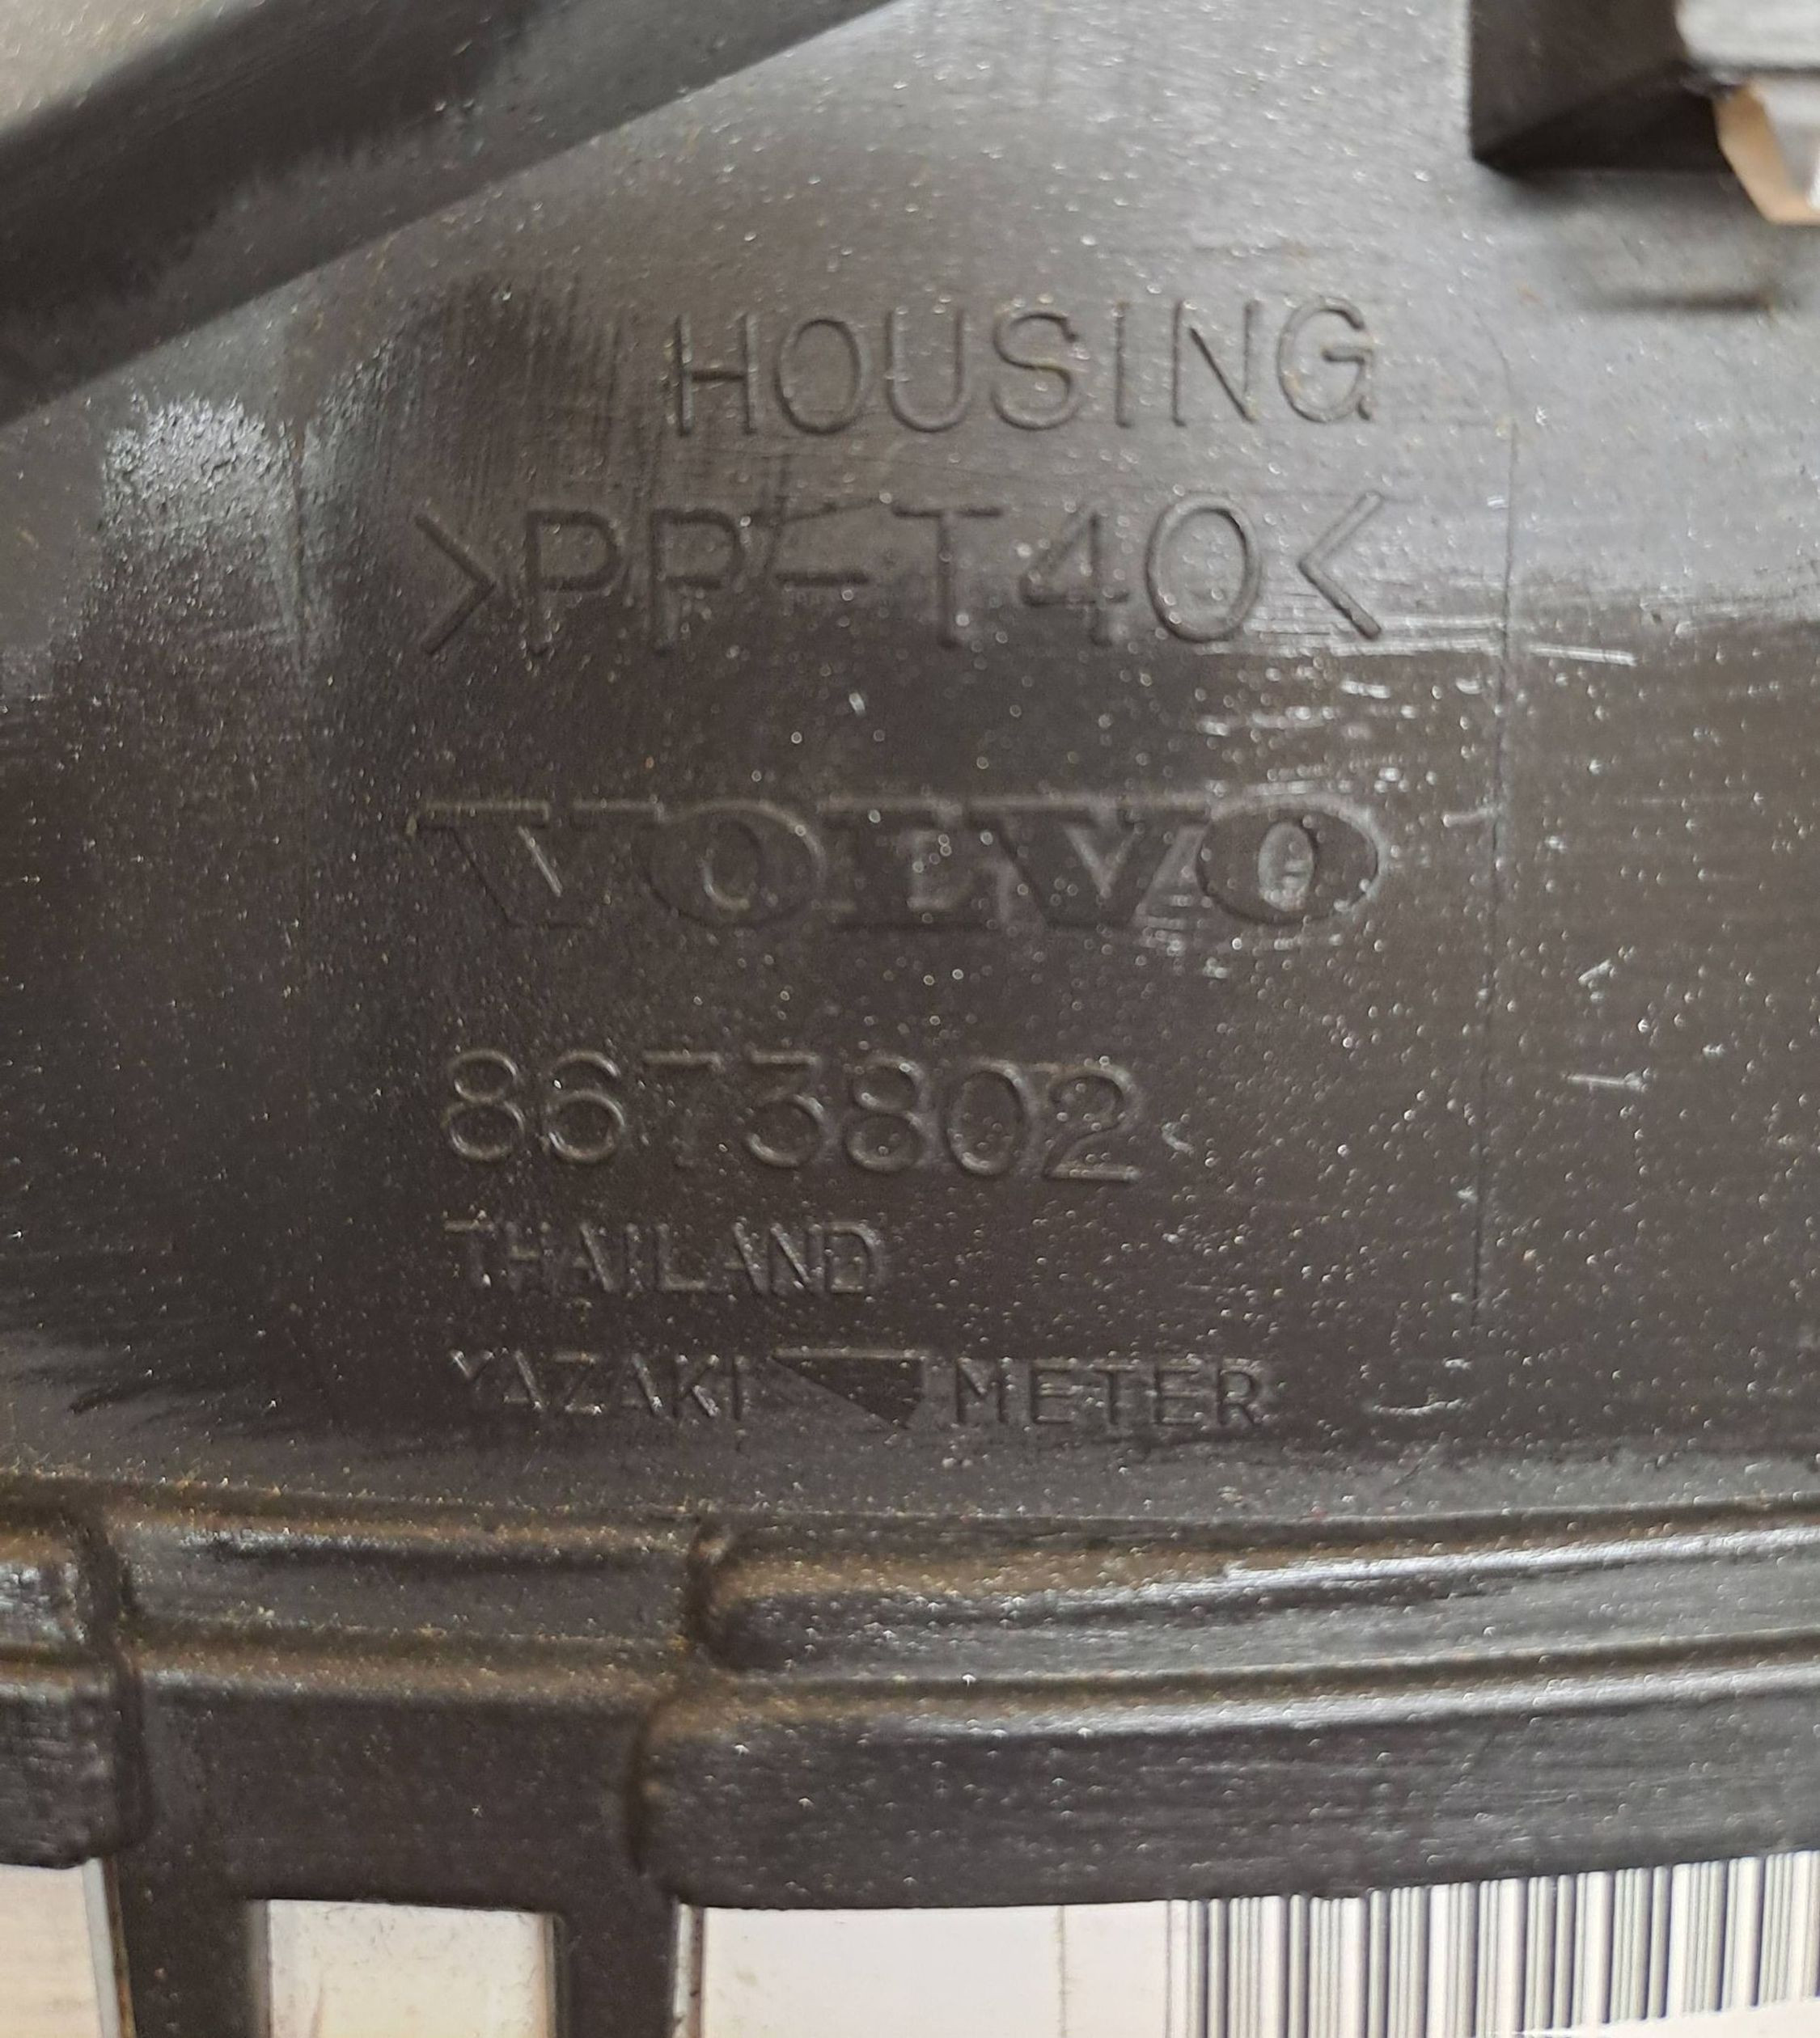 HOUSING
>PP-T40<
VOLVO
8673802
THAILAND
YAZAKI METER